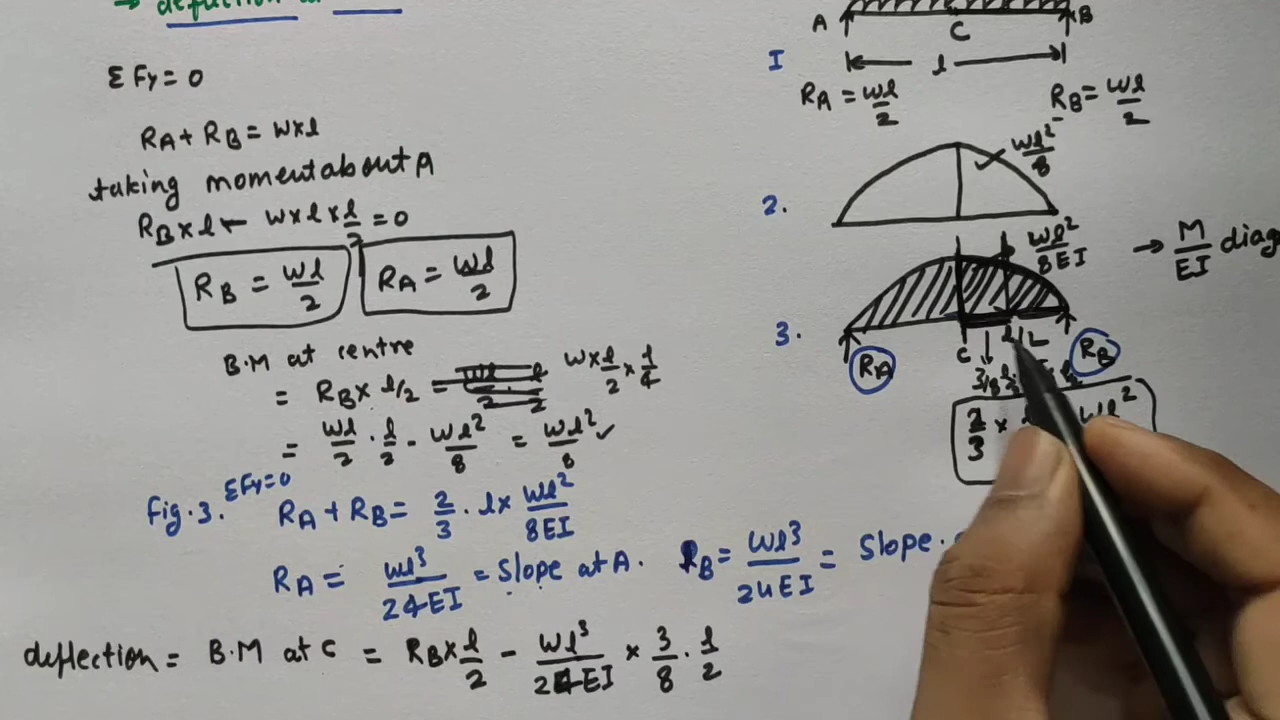 → deflection at
ΣFy=0
RA + RB = w×l
taking moment about A
RB×l - w×l×l/2 = 0
RB = wl/2
RA = wl/2
B.M at centre
= RB × l/2 = w×l/2 × l/4
= wl/2 · l/2 - wl²/8 = wl²/8 ✓
Fig.3. ΣFy=0
RA + RB = 2/3 · l× wl²/8EI
RA = wl³/24EI = Slope at A. RB = wl³/24EI = Slope.
deflection = B.M at C = RB× l/2 - wl³/24EI × 3/8 · l/2
A
C
B
I
l
RA = wl/2
RB = wl/2
2.
wl²/8
wl²/8EI
→ M/EI diag
3.
RA
C
l/2
RB
3/8
2/3 ×
wl²